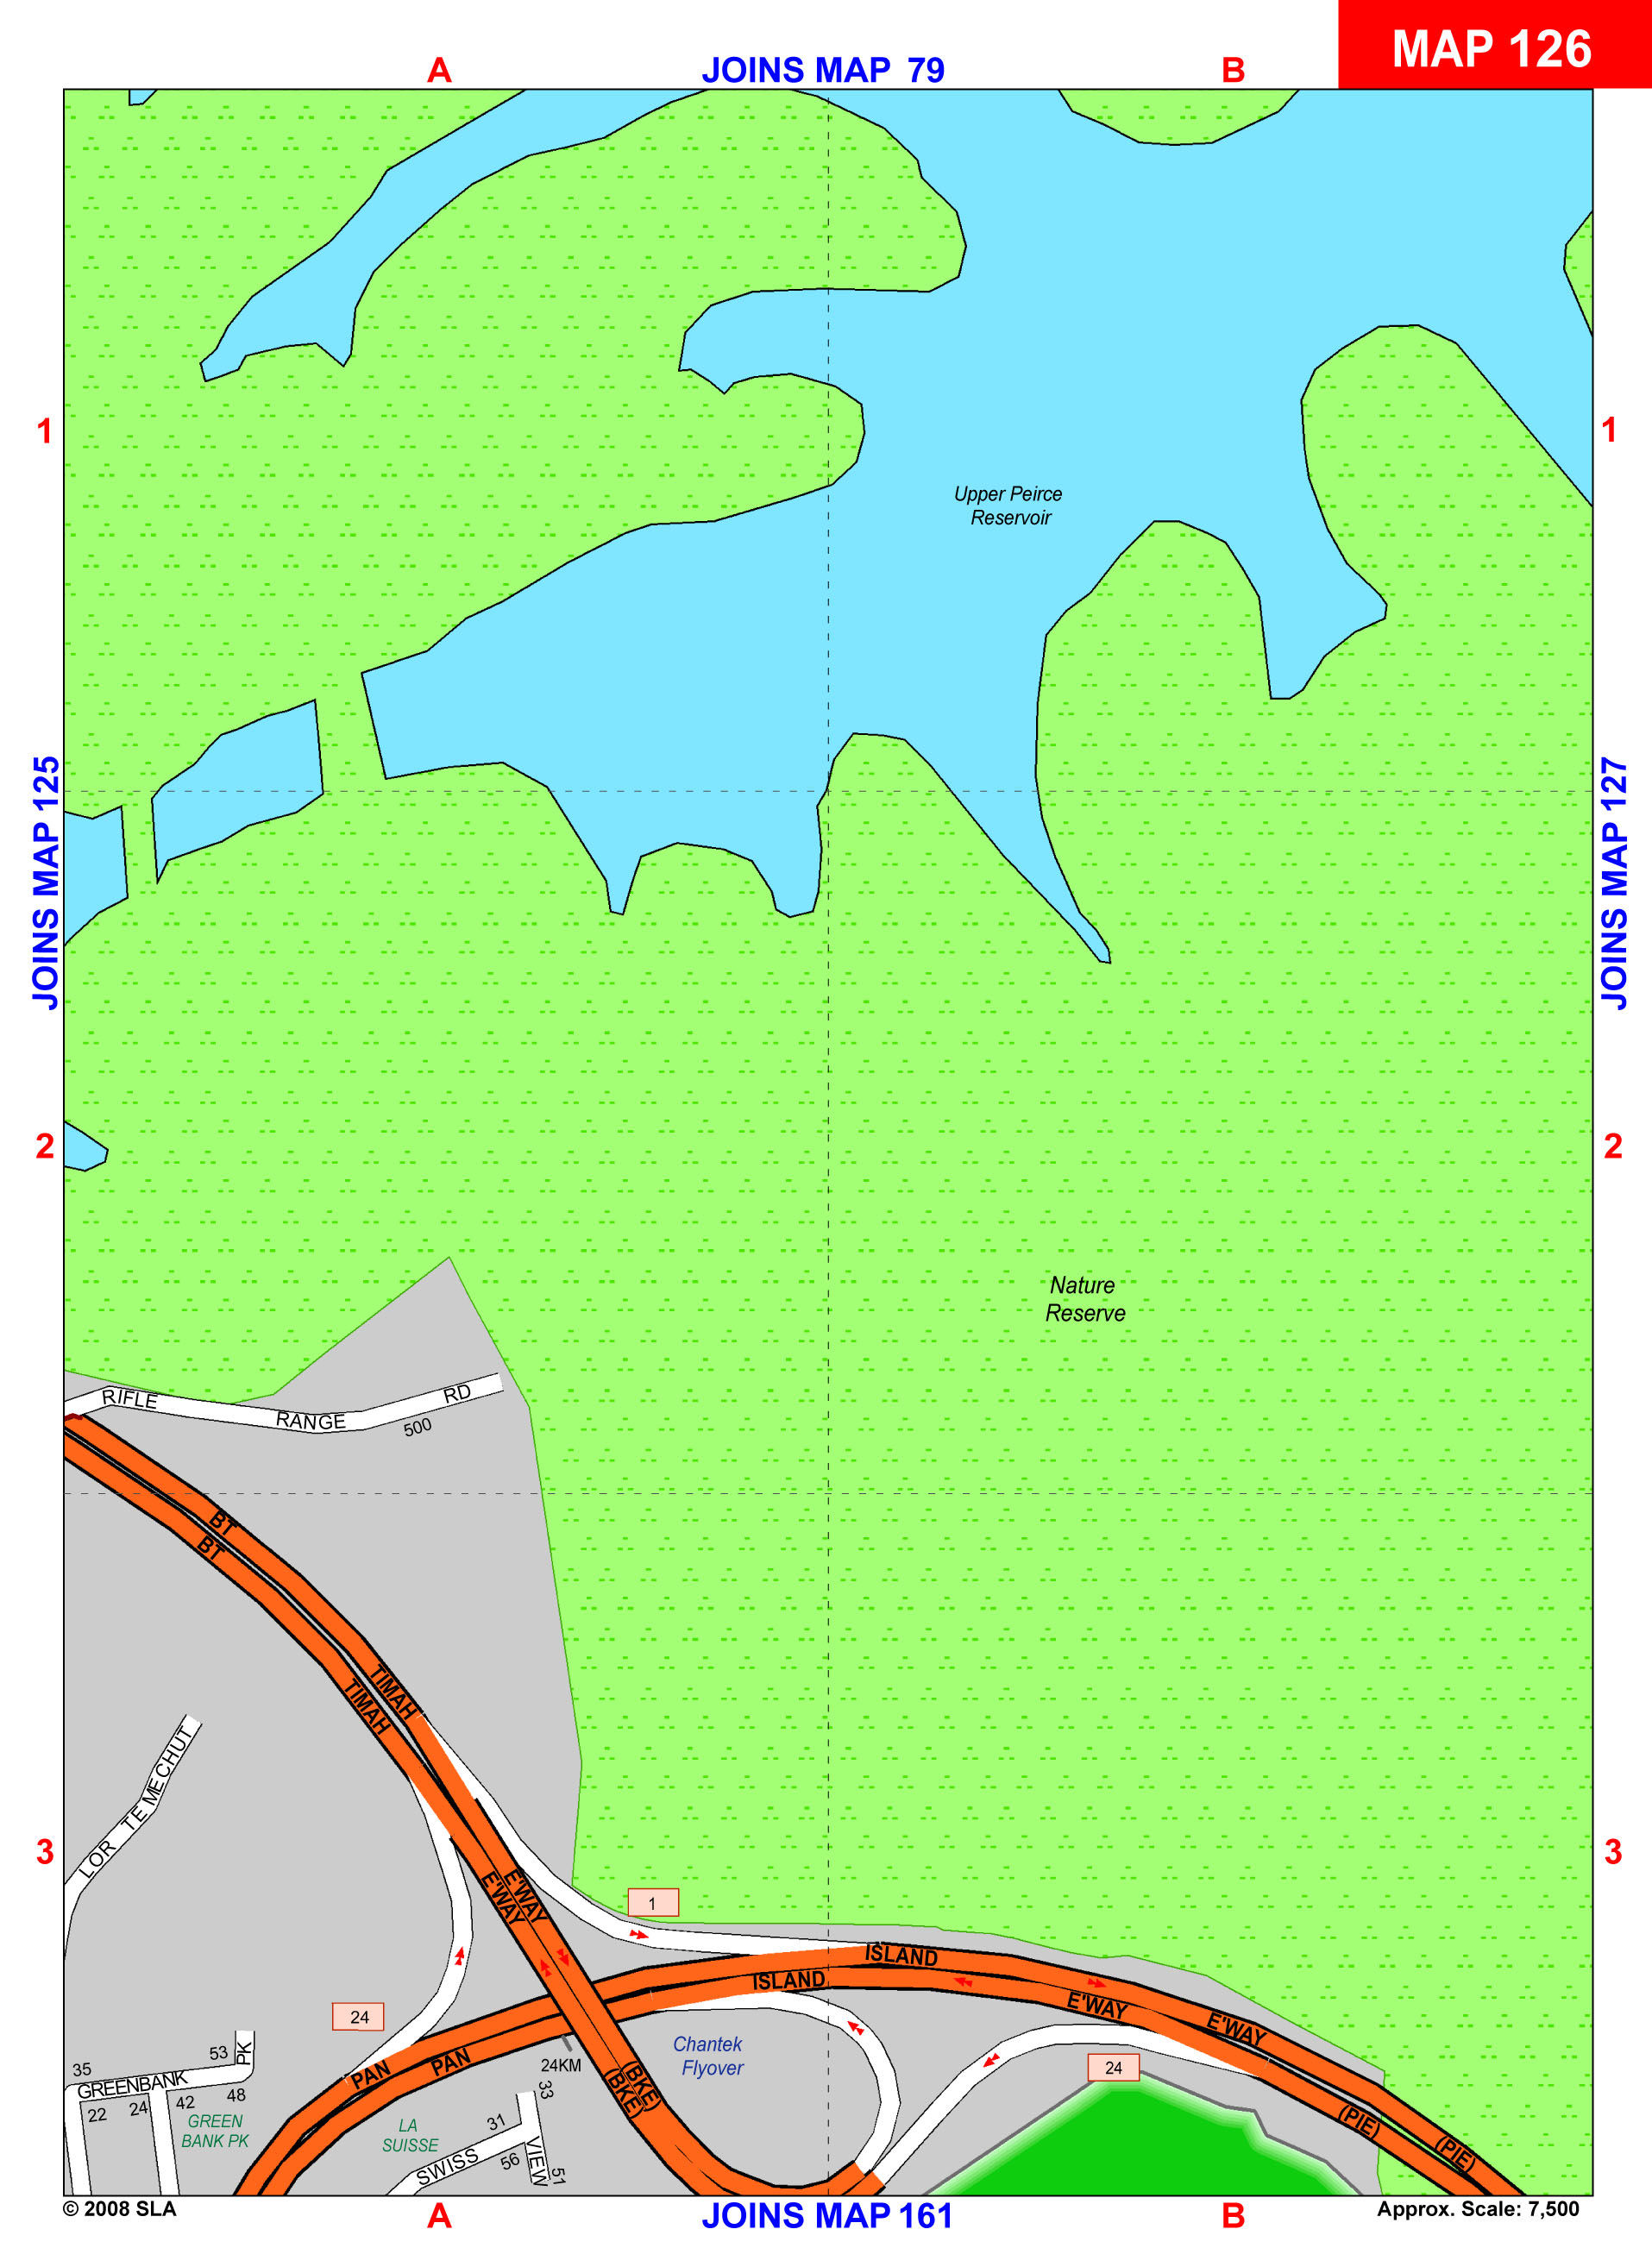 MAP 126
A
JOINS MAP 79
B
1
1
Upper Peirce
Reservoir
JOINS MAP 125
JOINS MAP 127
2
2
Nature
Reserve
RIFLE RANGE RD
500
BT TIMAH E'WAY (BKE)
BT TIMAH E'WAY (BKE)
LOR TEMECHUT
3
3
1
ISLAND
ISLAND
E'WAY
E'WAY
24
PAN
PAN
Chantek
Flyover
24KM
24
53
PK
35
GREENBANK
48
22
24
42
GREEN
BANK PK
LA
SUISSE
31
33
SWISS
VIEW
56
51
(PIE)
(PIE)
© 2008 SLA
A
JOINS MAP 161
B
Approx. Scale: 7,500